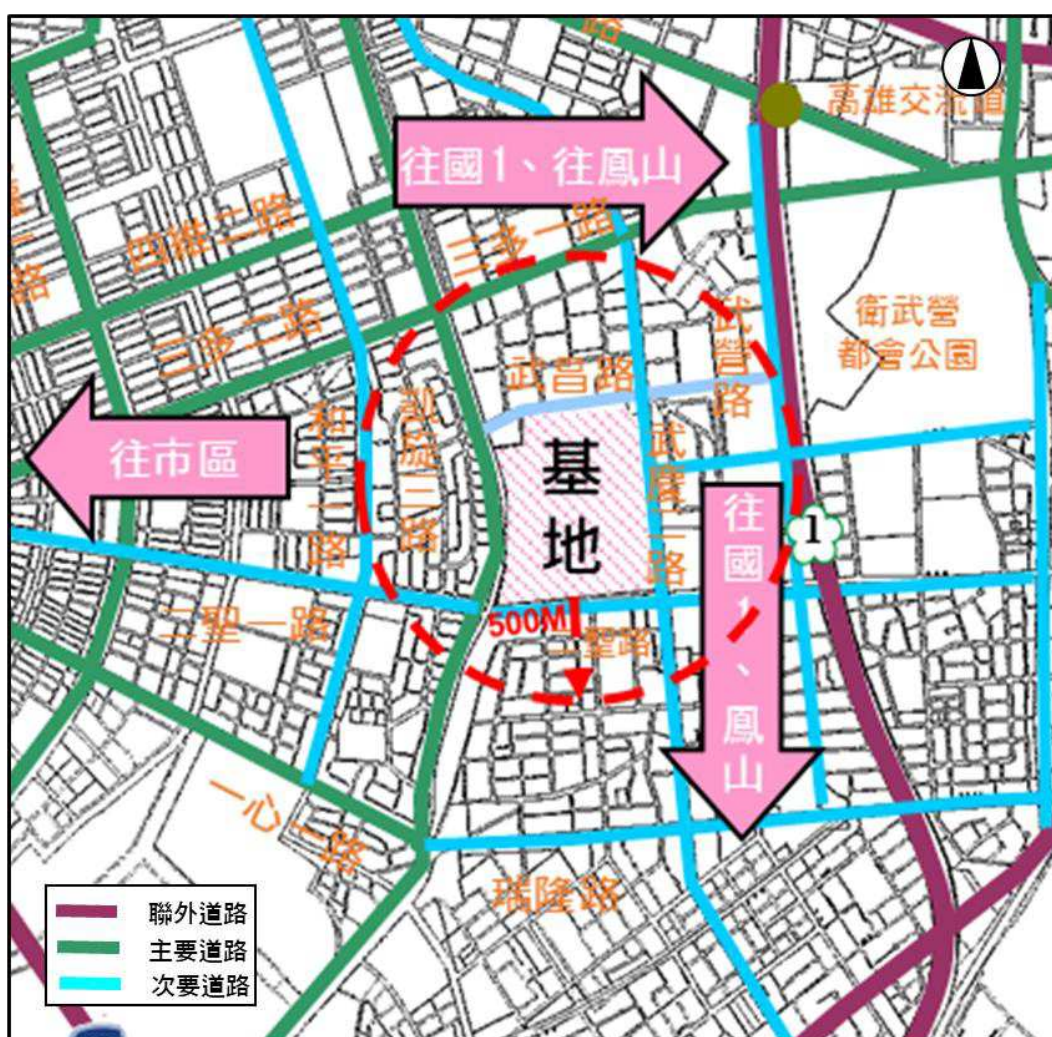 路
高雄交流道
往國1、往鳳山
四維二路
三多一路
路
三多二路
武昌路
武營路
衛武營
都會公園
往市區
和平一路
凱旋三路
基地
武慶二路
往國1、鳳山
1
500M
二聖路
二聖一路
一心一路
瑞隆路
聯外道路
主要道路
次要道路